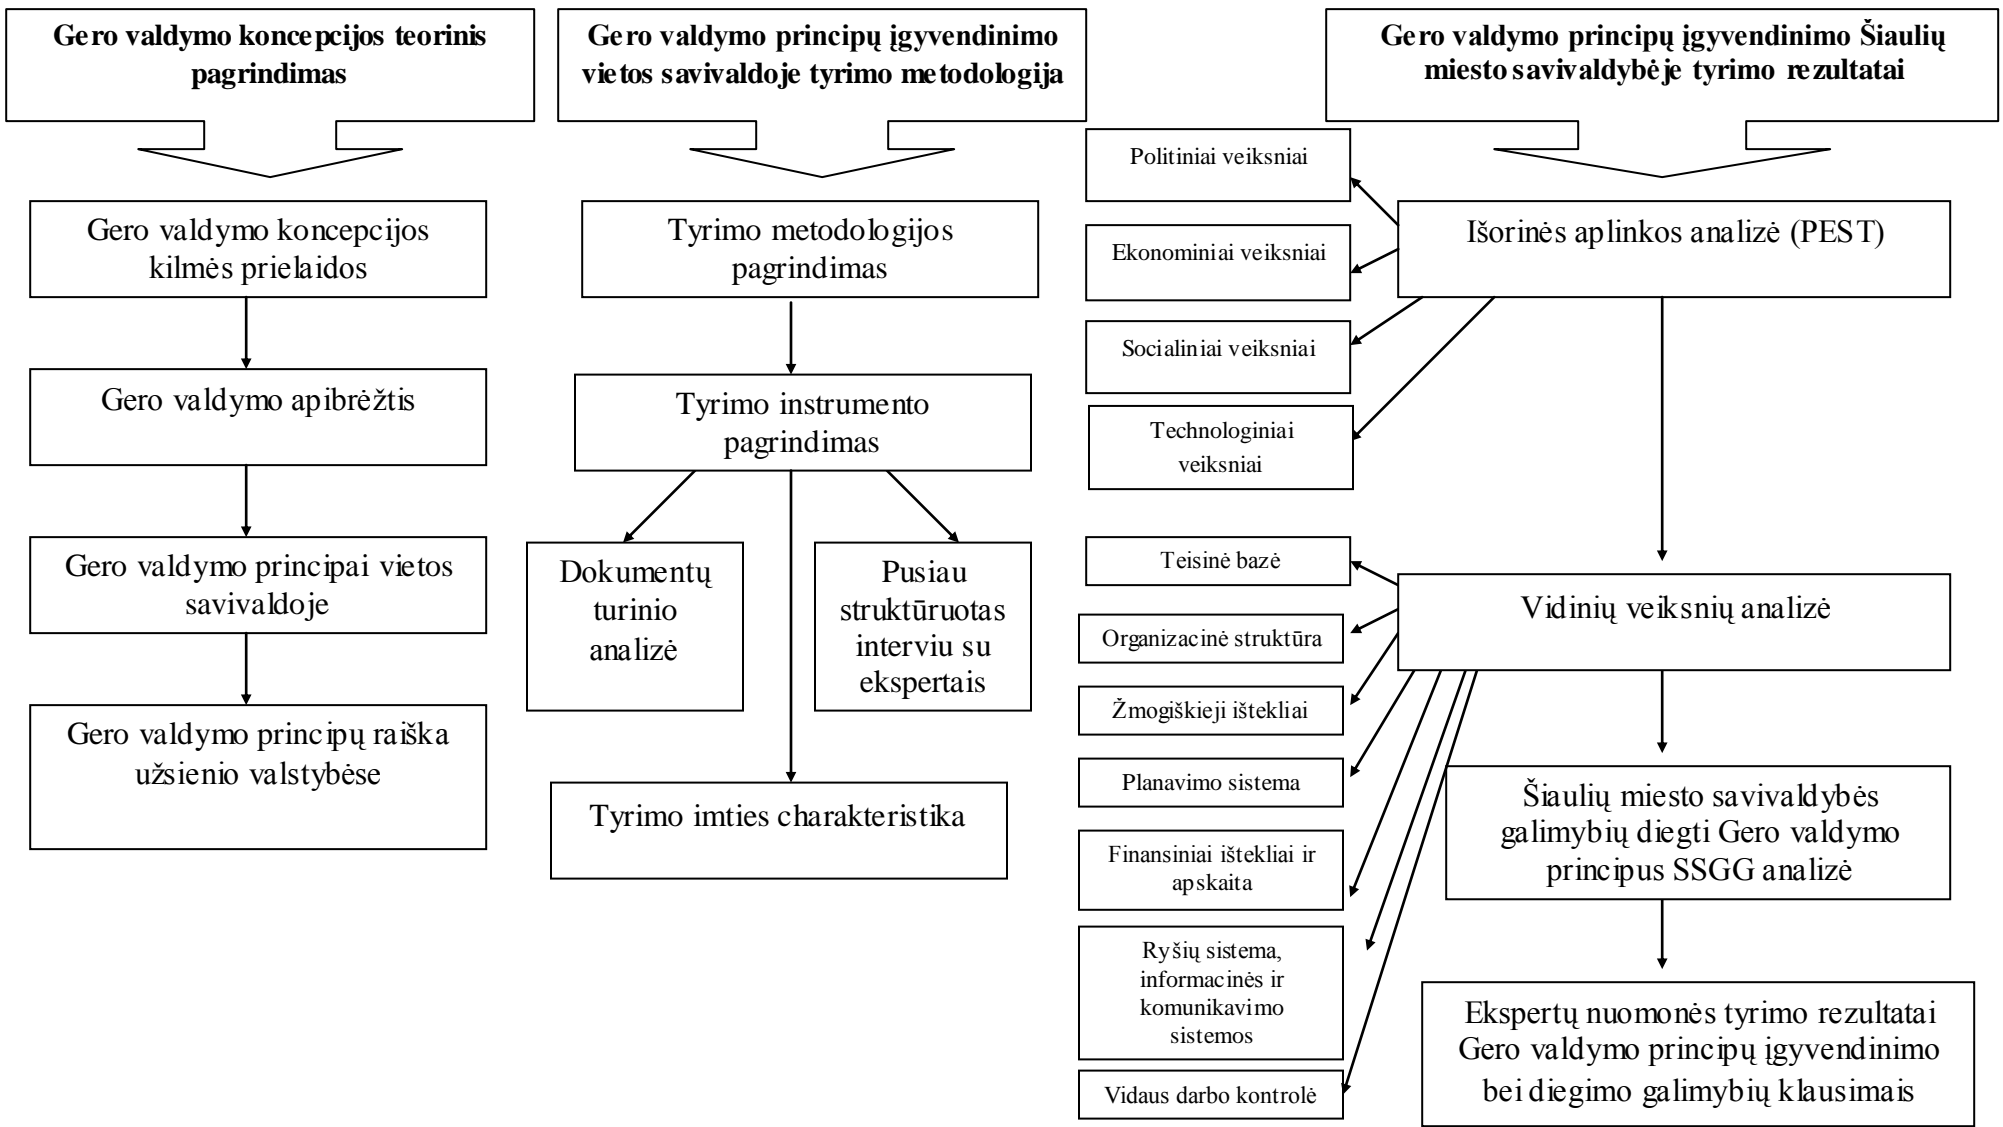 Gero valdymo koncepcijos teorinis
pagrindimas
Gero valdymo koncepcijos
kilmės prielaidos
Gero valdymo apibrėžtis
Gero valdymo principai vietos
savivaldoje
Gero valdymo principų raiška
užsienio valstybėse
Gero valdymo principų įgyvendinimo
vietos savivaldoje tyrimo metodologija
Tyrimo metodologijos
pagrindimas
Tyrimo instrumento
pagrindimas
Dokumentų
turinio
analizė
Pusiau
struktūruotas
interviu su
ekspertais
Tyrimo imties charakteristika
Gero valdymo principų įgyvendinimo Šiaulių
miesto savivaldybėje tyrimo rezultatai
Išorinės aplinkos analizė (PEST)
Politiniai veiksniai
Ekonominiai veiksniai
Socialiniai veiksniai
Technologiniai
veiksniai
Vidinių veiksnių analizė
Teisinė bazė
Organizacinė struktūra
Žmogiškieji ištekliai
Planavimo sistema
Finansiniai ištekliai ir
apskaita
Ryšių sistema,
informacinės ir
komunikavimo
sistemos
Vidaus darbo kontrolė
Šiaulių miesto savivaldybės
galimybių diegti Gero valdymo
principus SSGG analizė
Ekspertų nuomonės tyrimo rezultatai
Gero valdymo principų įgyvendinimo
bei diegimo galimybių klausimais